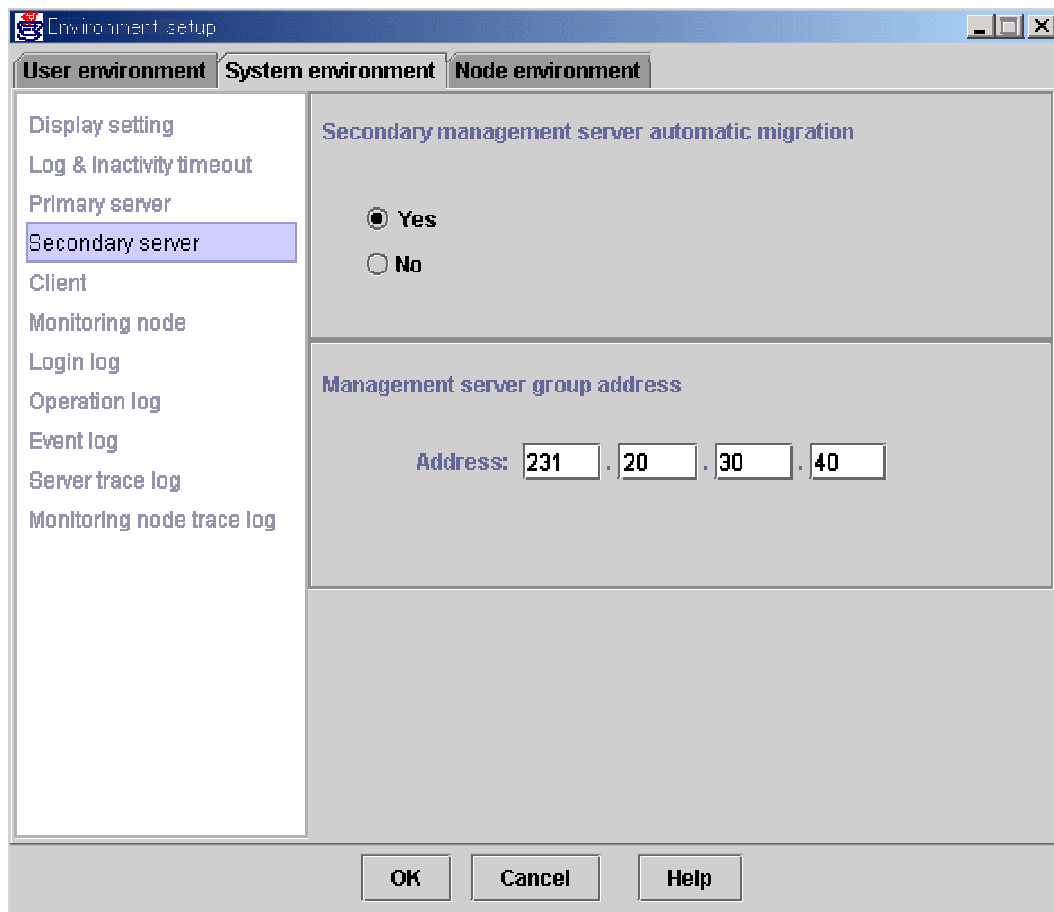 Environment setup
User environment System environment Node environment
Display setting
Log & Inactivity timeout
Primary server
Secondary server
Client
Monitoring node
Login log
Operation log
Event log
Server trace log
Monitoring node trace log
Secondary management server automatic migration
Yes
No
Management server group address
Address: 231 . 20 . 30 . 40
OK Cancel Help